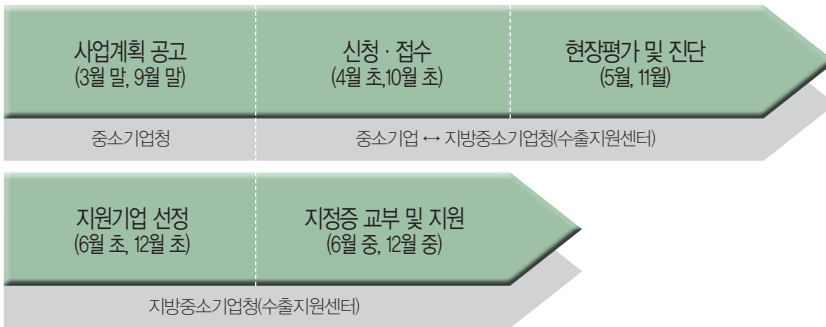 사업계획 공고
(3월 말, 9월 말)
신청 · 접수
(4월 초,10월 초)
현장평가 및 진단
(5월, 11월)
중소기업청
중소기업 ↔ 지방중소기업청(수출지원센터)
지원기업 선정
(6월 초, 12월 초)
지정증 교부 및 지원
(6월 중, 12월 중)
지방중소기업청(수출지원센터)